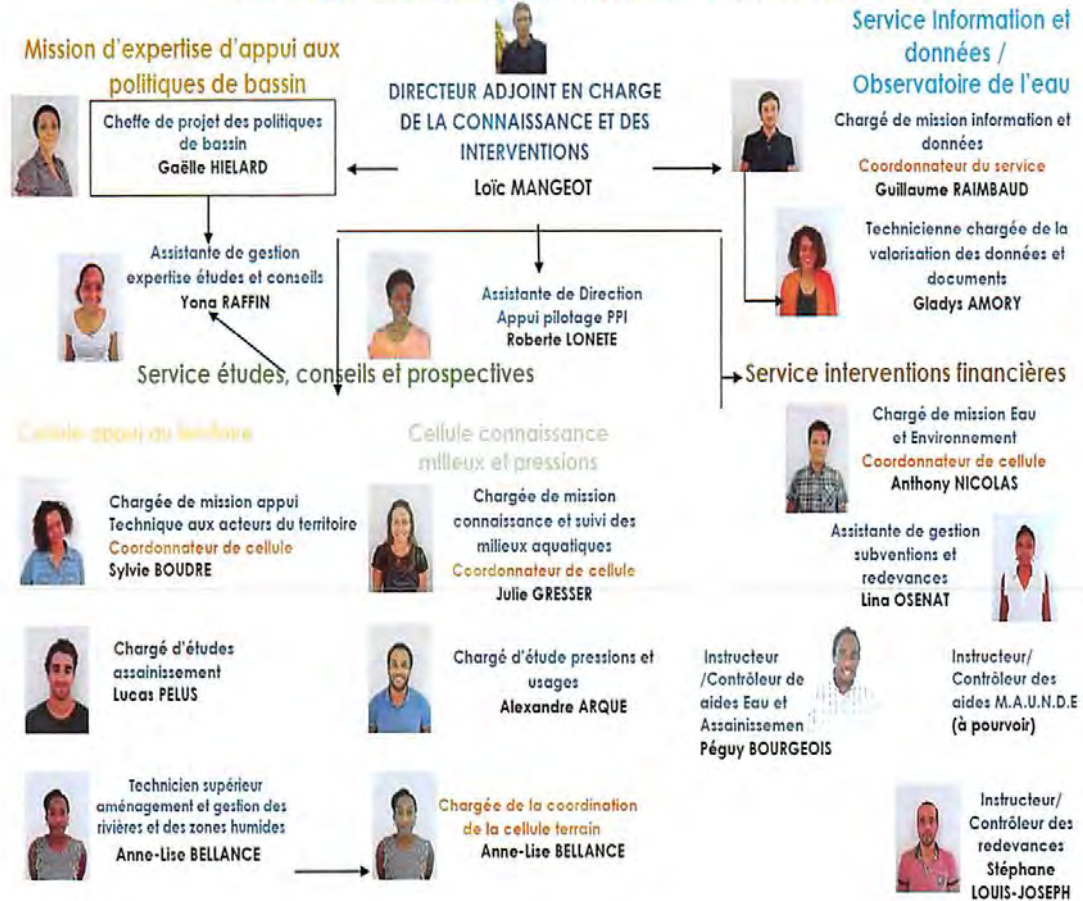 Mission d'expertise d'appui aux
politiques de bassin
Cheffe de projet des politiques
de bassin
Gaëlle HIELARD
Assistante de gestion
expertise études et conseils
Yona RAFFIN
DIRECTEUR ADJOINT EN CHARGE
DE LA CONNAISSANCE ET DES
INTERVENTIONS
Loïc MANGEOT
Assistante de Direction
Appui pilotage PPI
Roberte LONETE
Service Information et
données /
Observatoire de l'eau
Chargé de mission information et
données
Coordonnateur du service
Guillaume RAIMBAUD
Technicienne chargée de la
valorisation des données et
documents
Gladys AMORY
Service études, conseils et prospectives
Cellule appui au territoire
Chargée de mission appui
Technique aux acteurs du territoire
Coordonnateur de cellule
Sylvie BOUDRE
Chargé d'études
assainissement
Lucas PELUS
Technicien supérieur
aménagement et gestion des
rivières et des zones humides
Anne-Lise BELLANCE
Cellule connaissance
milieux et pressions
Chargée de mission
connaissance et suivi des
milieux aquatiques
Coordonnateur de cellule
Julie GRESSER
Chargé d'étude pressions et
usages
Alexandre ARQUE
Chargée de la coordination
de la cellule terrain
Anne-Lise BELLANCE
Service interventions financières
Chargé de mission Eau
et Environnement
Coordonnateur de cellule
Anthony NICOLAS
Assistante de gestion
subventions et
redevances
Lina OSENAT
Instructeur
/Contrôleur de
aides Eau et
Assainissemen
Péguy BOURGEOIS
Instructeur/
Contrôleur des
aides M.A.U.N.D.E
(à pourvoir)
Instructeur/
Contrôleur des
redevances
Stéphane
LOUIS-JOSEPH